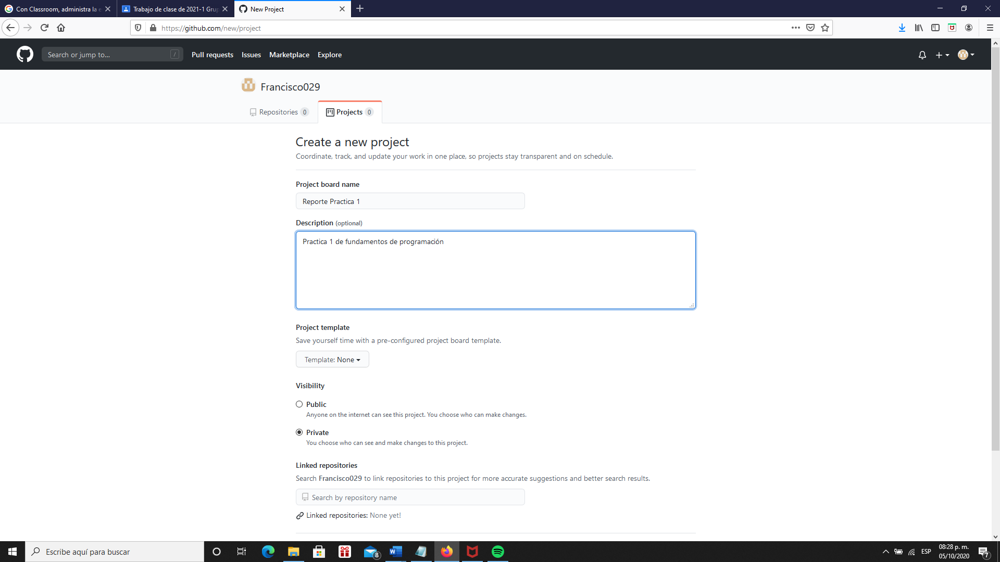 Con Classroom, administra la e
Trabajo de clase de 2021-1 Grup
New Project
https://github.com/new/project
Search or jump to...
/
Pull requests
Issues
Marketplace
Explore
Francisco029
Repositories 0
Projects 0
Create a new project
Coordinate, track, and update your work in one place, so projects stay transparent and on schedule.
Project board name
Reporte Practica 1
Description (optional)
Practica 1 de fundamentos de programación
Project template
Save yourself time with a pre-configured project board template.
Template: None
Visibility
Public
Anyone on the internet can see this project. You choose who can make changes.
Private
You choose who can see and make changes to this project.
Linked repositories
Search Francisco029 to link repositories to this project for more accurate suggestions and better search results.
Search by repository name
Linked repositories: None yet!
Escribe aquí para buscar
8
ESP
08:28 p. m.
05/10/2020
7